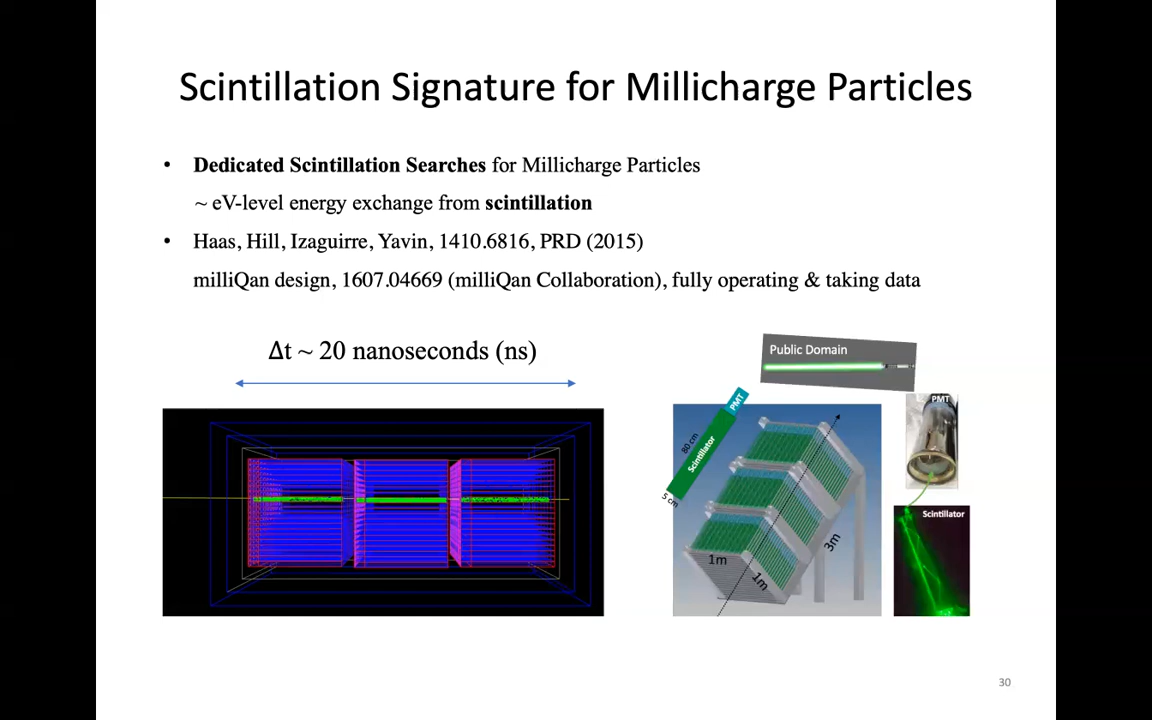 Scintillation Signature for Millicharge Particles
• Dedicated Scintillation Searches for Millicharge Particles
~ eV-level energy exchange from scintillation
• Haas, Hill, Izaguirre, Yavin, 1410.6816, PRD (2015)
milliQan design, 1607.04669 (milliQan Collaboration), fully operating & taking data
Δt ~ 20 nanoseconds (ns)
Public Domain
PMT
80 cm
Scintillator
5 cm
1m
1m
3m
PMT
Scintillator
30